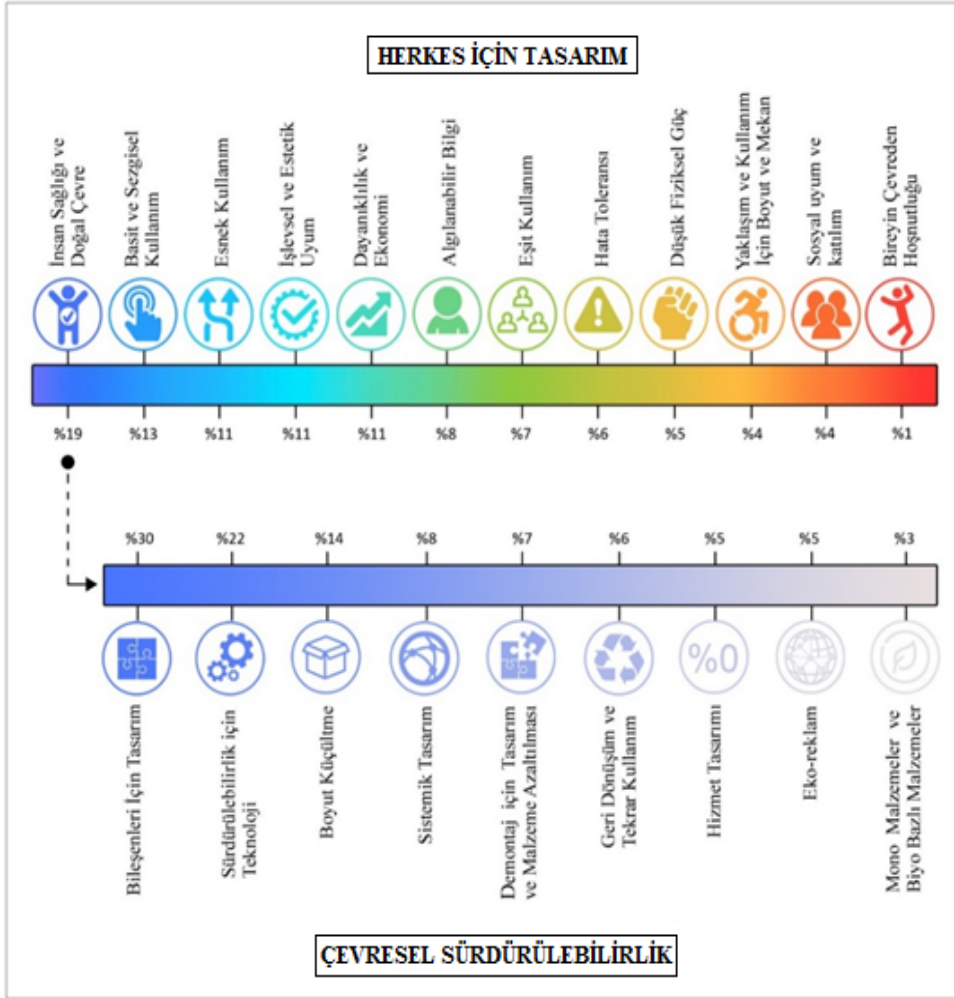 HERKES İÇİN TASARIM
İnsan Sağlığı ve
Doğal Çevre
Basit ve Sezgisel
Kullanım
Esnek Kullanım
İşlevsel ve Estetik
Uyum
Dayanıklılık ve
Ekonomi
Algılanabilir Bilgi
Eşit Kullanım
Hata Toleransı
Düşük Fiziksel Güç
Yaklaşım ve Kullanım
İçin Boyut ve Mekan
Sosyal uyum ve
katılım
Bireyin Çevreden
Hoşnutluğu
%19 %13 %11 %11 %11 %8 %7 %6 %5 %4 %4 %1
%30 %22 %14 %8 %7 %6 %5 %5 %3
%0
Bileşenleri İçin Tasarım
Sürdürülebilirlik için
Teknoloji
Boyut Küçültme
Sistemik Tasarım
Demontaj için Tasarım
ve Malzeme Azaltılması
Geri Dönüşüm ve
Tekrar Kullanım
Hizmet Tasarımı
Eko-reklam
Mono Malzemeler ve
Biyo Bazlı Malzemeler
ÇEVRESEL SÜRDÜRÜLEBİLİRLİK